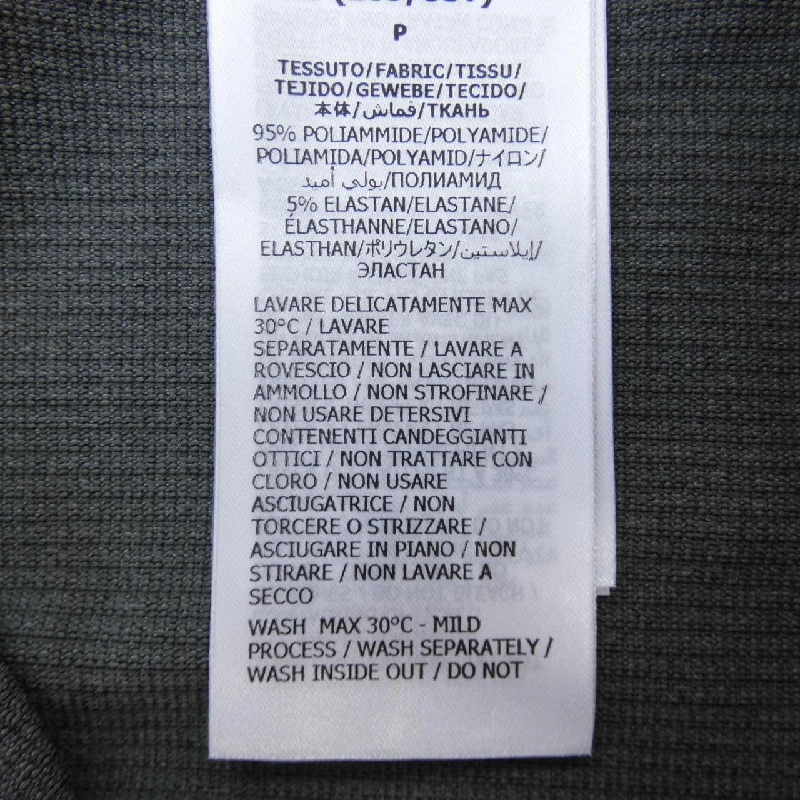 P
TESSUTO/FABRIC/TISSU/
TEJIDO/GEWEBE/TECIDO/
本体/قماش/ТКАНЬ
95% POLIAMMIDE/POLYAMIDE/
POLIAMIDA/POLYAMID/ナイロン/
بولي أميد/ПОЛИАМИД
5% ELASTAN/ELASTANE/
ÉLASTHANNE/ELASTANO/
ELASTHAN/ポリウレタン/إيلاستين/
ЭЛАСТАН
LAVARE DELICATAMENTE MAX
30°C / LAVARE
SEPARATAMENTE / LAVARE A
ROVESCIO / NON LASCIARE IN
AMMOLLO / NON STROFINARE /
NON USARE DETERSIVI
CONTENENTI CANDEGGIANTI
OTTICI / NON TRATTARE CON
CLORO / NON USARE
ASCIUGATRICE / NON
TORCERE O STRIZZARE /
ASCIUGARE IN PIANO / NON
STIRARE / NON LAVARE A
SECCO
WASH MAX 30°C - MILD
PROCESS / WASH SEPARATELY /
WASH INSIDE OUT / DO NOT